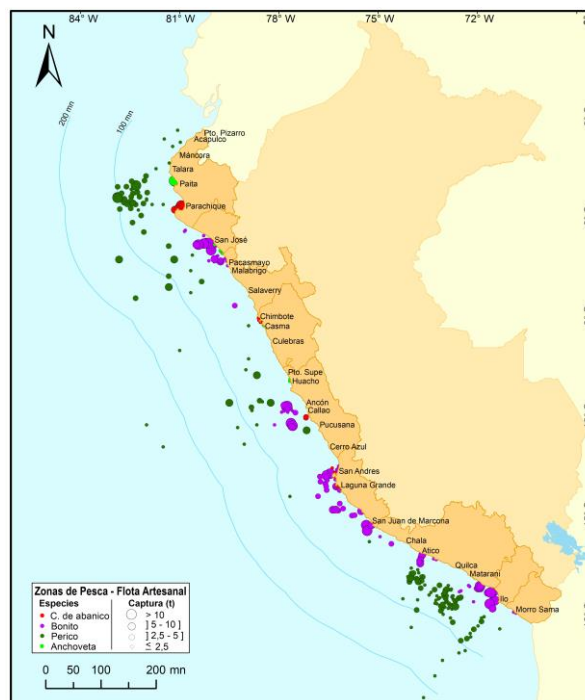 84° W
81° W
78° W
75° W
72° W
N
200 mn
100 mn
Pto. Pizarro
Acapulco
Máncora
Talara
Paita
Parachique
San José
Pacasmayo
Malabrigo
Salaverry
Chimbote
Casma
Culebras
Pto. Supe
Huacho
Ancón
Callao
Pucusana
Cerro Azul
San Andres
Laguna Grande
San Juan de Marcona
Chala
Atico
Quilca
Matarani
Ilo
Morro Sama
Zonas de Pesca - Flota Artesanal
Especies Captura (t)
C. de abanico > 10
Bonito ] 5 - 10 ]
Perico ] 2,5 - 5 ]
Anchoveta ≤ 2,5
0 50 100 200 mn